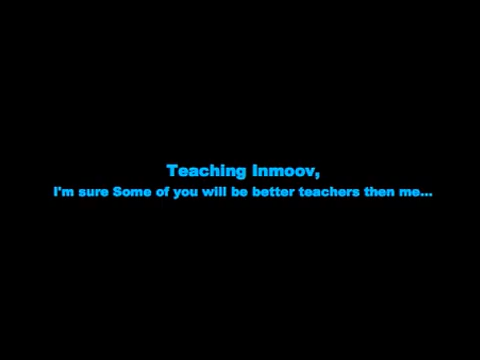 Teaching Inmoov,
I'm sure Some of you will be better teachers then me...